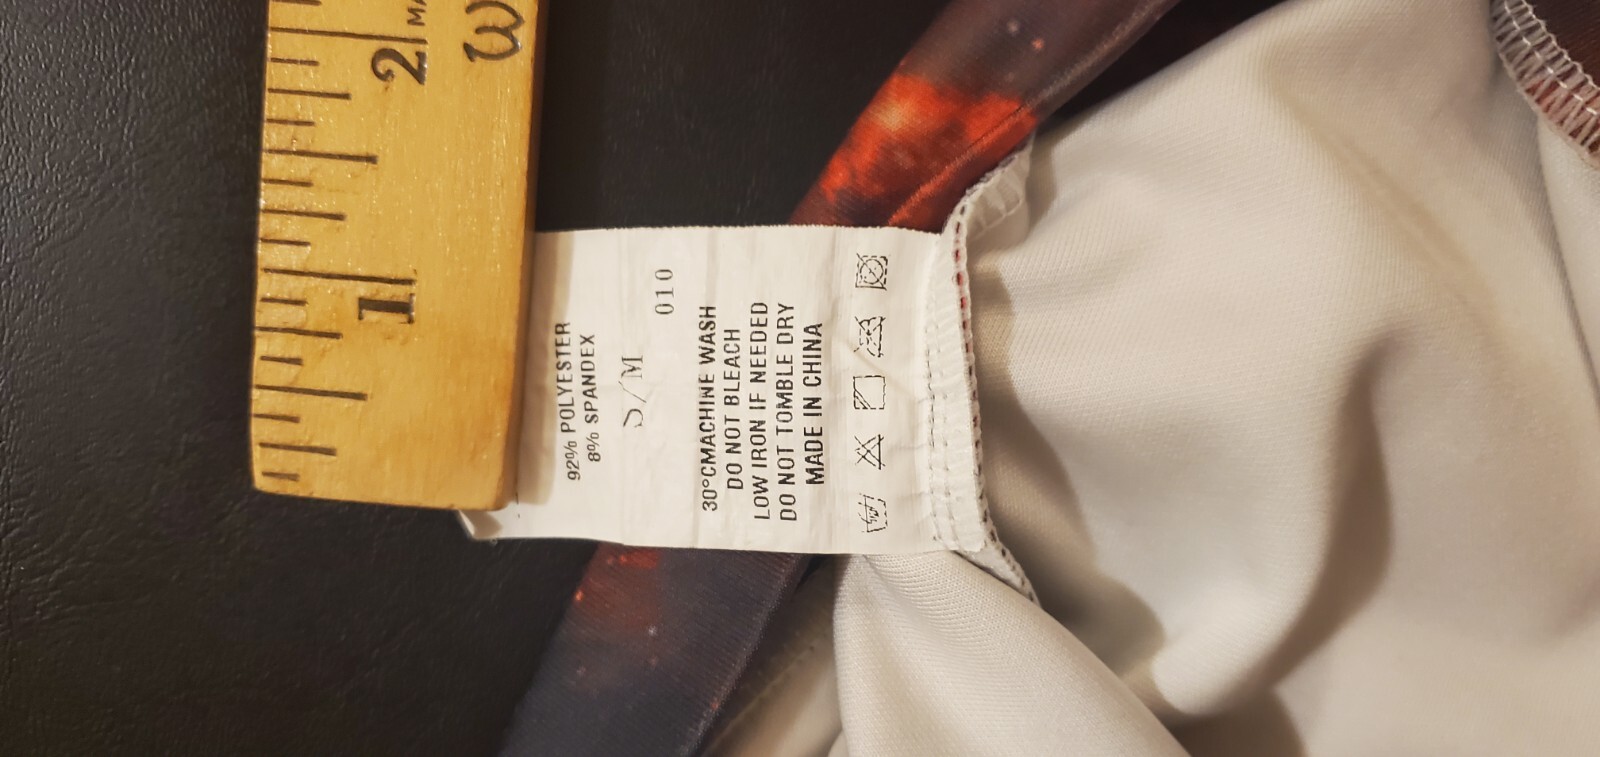 2
MA
W
1
92% POLYESTER
8% SPANDEX
S/M
010
30°CMACHINE WASH
DO NOT BLEACH
LOW IRON IF NEEDED
DO NOT TOMBLE DRY
MADE IN CHINA